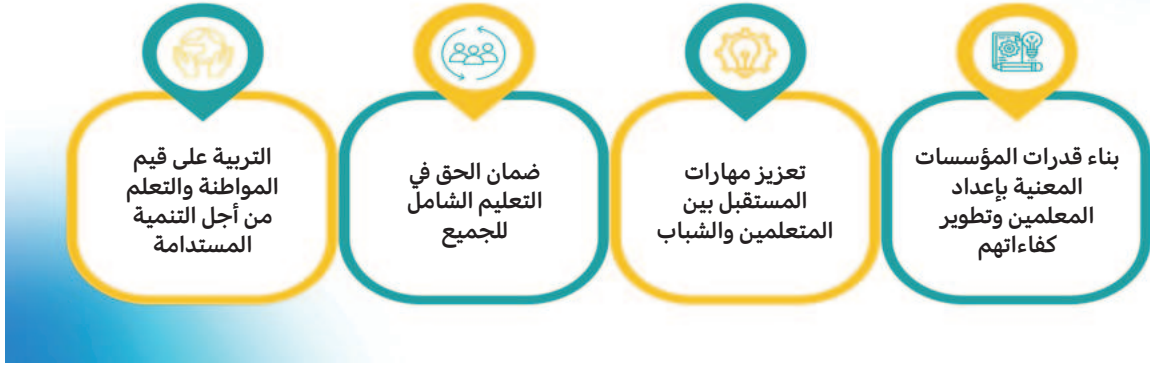 بناء قدرات المؤسسات
المعنية بإعداد
المعلمين وتطوير
كفاءاتهم
تعزيز مهارات
المستقبل بين
المتعلمين والشباب
ضمان الحق في
التعليم الشامل
للجميع
التربية على قيم
المواطنة والتعلم
من أجل التنمية
المستدامة